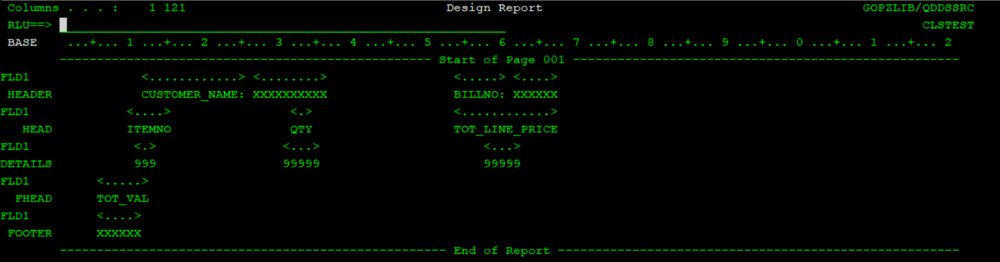 Columns . . . :    1 121                                   Design Report                                           GOPZLIB/QDDSSRC
RLU==>                                                                                                                     CLSTEST
BASE    ...+... 1 ...+... 2 ...+... 3 ...+... 4 ...+... 5 ...+... 6 ...+... 7 ...+... 8 ...+... 9 ...+... 0 ...+... 1 ...+... 2
-------------------------------------------------- Start of Page 001 ----------------------------------------------------
FLD1               <............> <........>                 <.....> <....>
HEADER            CUSTOMER_NAME: XXXXXXXXXX                 BILLNO: XXXXXX
FLD1             <....>                <.>                   <............>
HEAD          ITEMNO                QTY                   TOT_LINE_PRICE
FLD1              <.>                 <...>                      <...>
DETAILS           999                 99999                      99999
FLD1         <.....>
FHEAD      TOT_VAL
FLD1         <....>
FOOTER      XXXXXX
---------------------------------------------------- End of Report ------------------------------------------------------